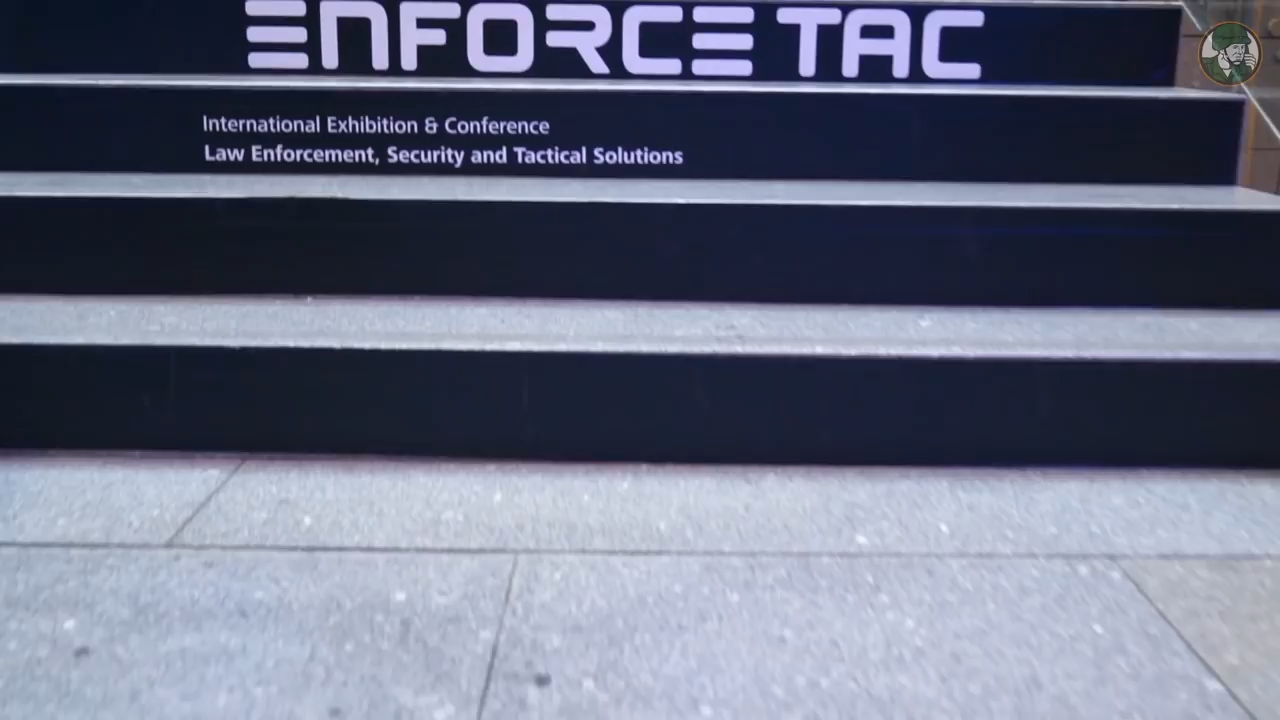 ENFORCE TAC
International Exhibition & Conference
Law Enforcement, Security and Tactical Solutions